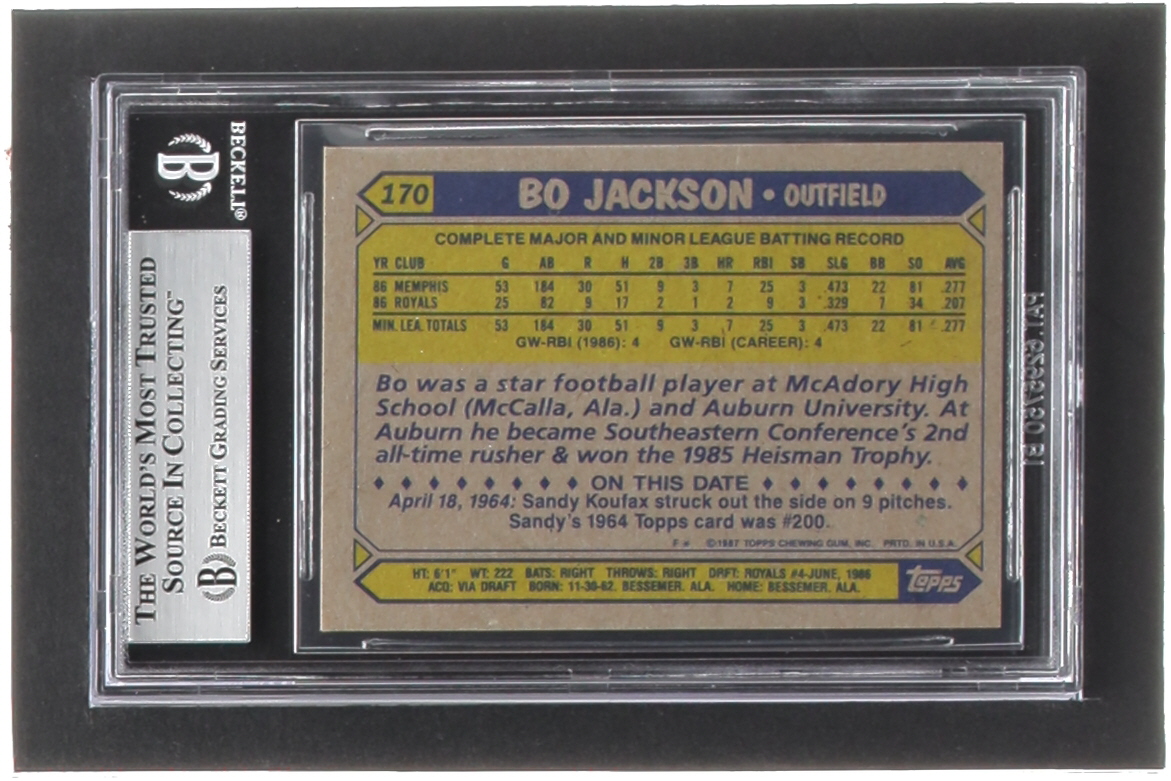 BECKETT®
B
THE WORLD'S MOST TRUSTED
SOURCE IN COLLECTING™
B BECKETT GRADING SERVICES
170 BO JACKSON • OUTFIELD
COMPLETE MAJOR AND MINOR LEAGUE BATTING RECORD
YR CLUB G AB R H 2B 3B HR RBI SB SLG BB SO AVG
86 MEMPHIS 53 184 30 51 9 3 7 25 3 .473 22 81 .277
86 ROYALS 25 82 9 17 2 1 2 9 3 .329 7 34 .207
MIN. LEA. TOTALS 53 184 30 51 9 3 7 25 3 .473 22 81 .277
GW-RBI (1986): 4 GW-RBI (CAREER): 4
Bo was a star football player at McAdory High
School (McCalla, Ala.) and Auburn University. At
Auburn he became Southeastern Conference's 2nd
all-time rusher & won the 1985 Heisman Trophy.
♦ ♦ ♦ ♦ ♦ ♦ ♦ ♦ ON THIS DATE ♦ ♦ ♦ ♦ ♦ ♦ ♦ ♦
April 18, 1964: Sandy Koufax struck out the side on 9 pitches.
Sandy's 1964 Topps card was #200.
©1987 TOPPS CHEWING GUM, INC. PRTD. IN U.S.A.
HT: 6'1" WT: 222 BATS: RIGHT THROWS: RIGHT DRFT: ROYALS #4-JUNE, 1986
ACQ: VIA DRAFT BORN: 11-30-62, BESSEMER, ALA. HOME: BESSEMER, ALA.
topps